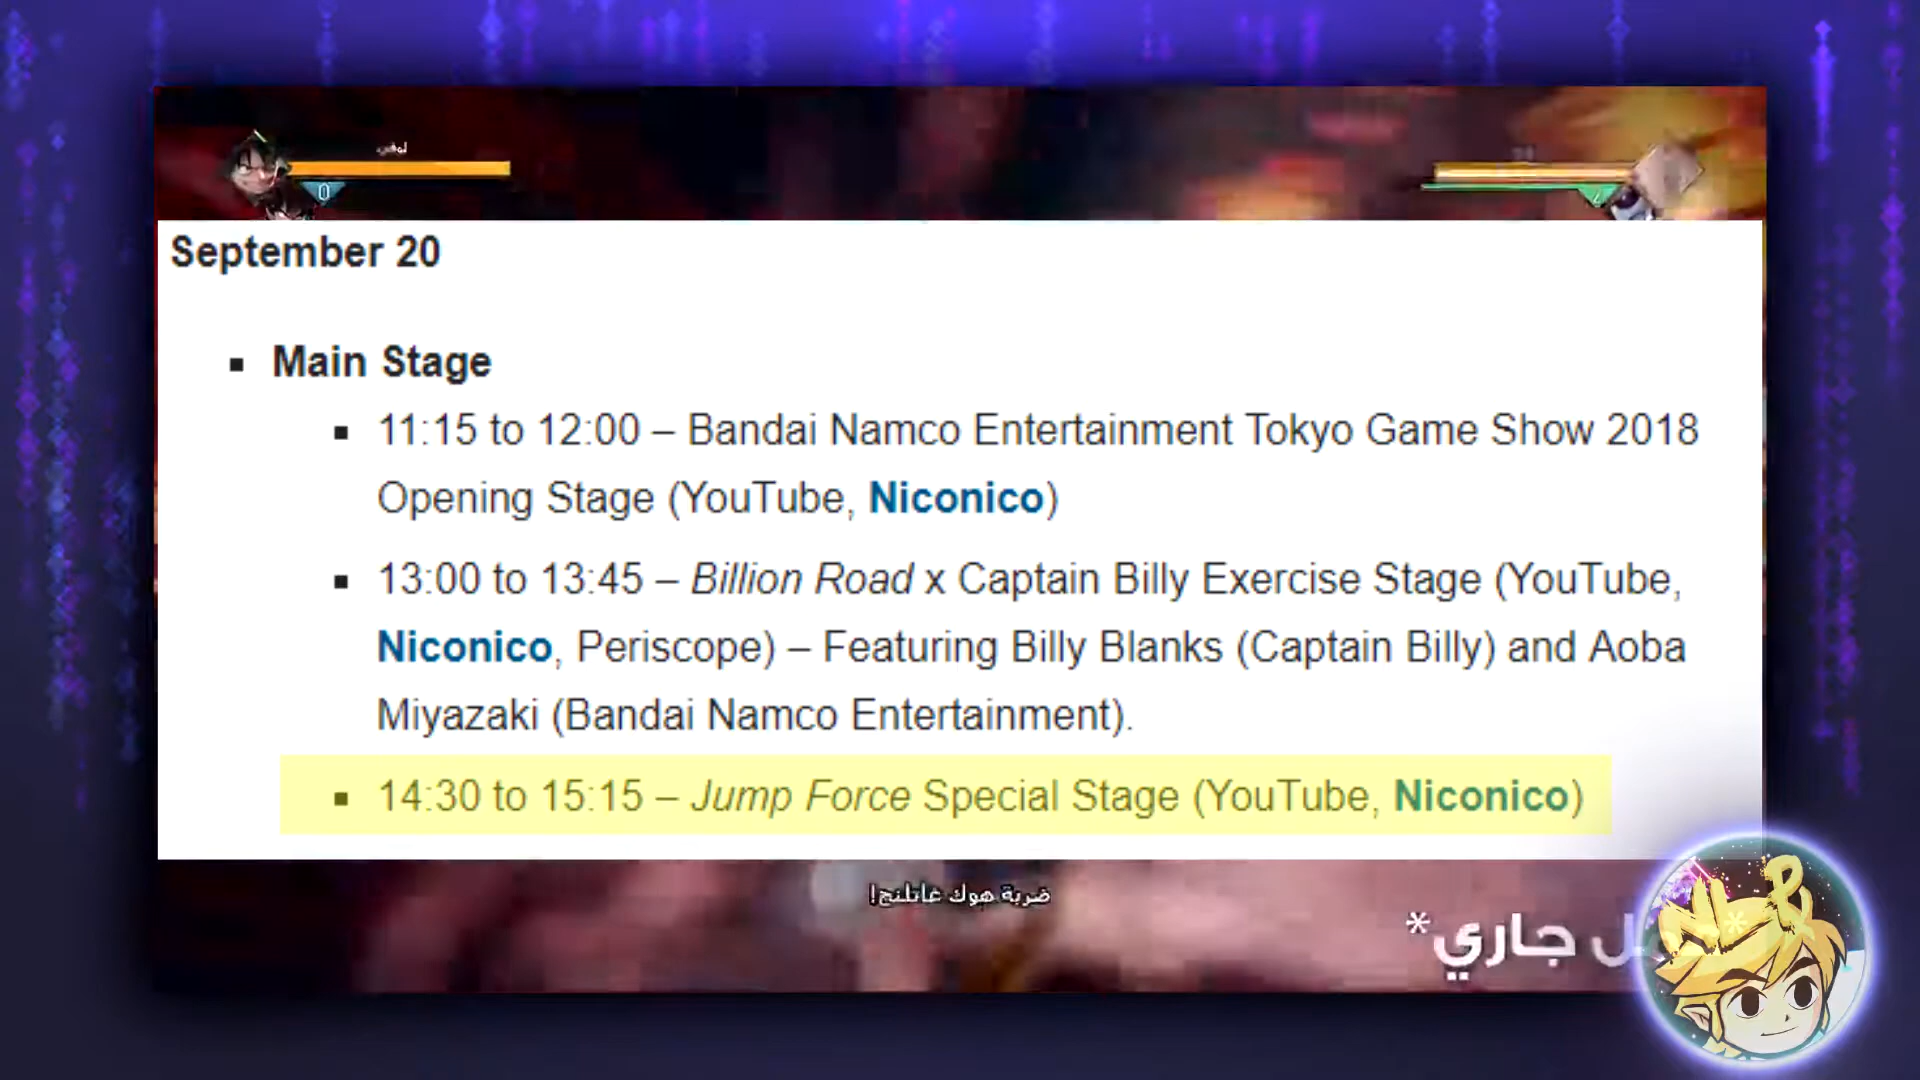 لوفي
0
September 20
▪ Main Stage
▪ 11:15 to 12:00 – Bandai Namco Entertainment Tokyo Game Show 2018
Opening Stage (YouTube, Niconico)
▪ 13:00 to 13:45 – Billion Road x Captain Billy Exercise Stage (YouTube,
Niconico, Periscope) – Featuring Billy Blanks (Captain Billy) and Aoba
Miyazaki (Bandai Namco Entertainment).
▪ 14:30 to 15:15 – Jump Force Special Stage (YouTube, Niconico)
ضربة هوك غاتلنج!
جاري*